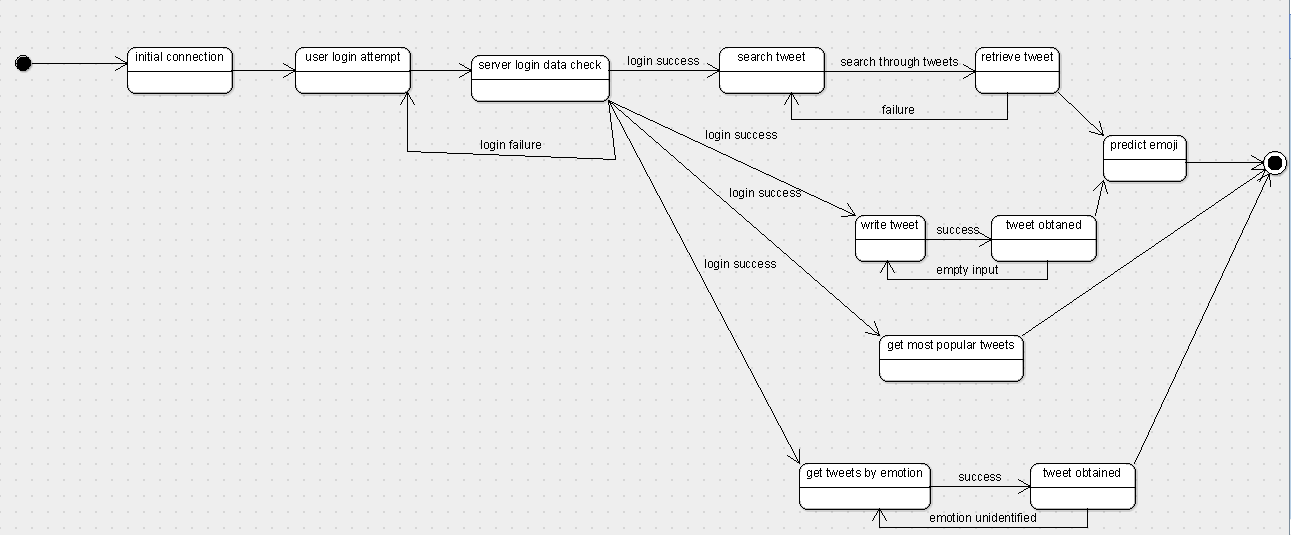 initial connection
user login attempt
server login data check
login success
search tweet
search through tweets
retrieve tweet
failure
login failure
login success
predict emoji
login success
write tweet
success
tweet obtaned
empty input
login success
get most popular tweets
get tweets by emotion
success
tweet obtained
emotion unidentified